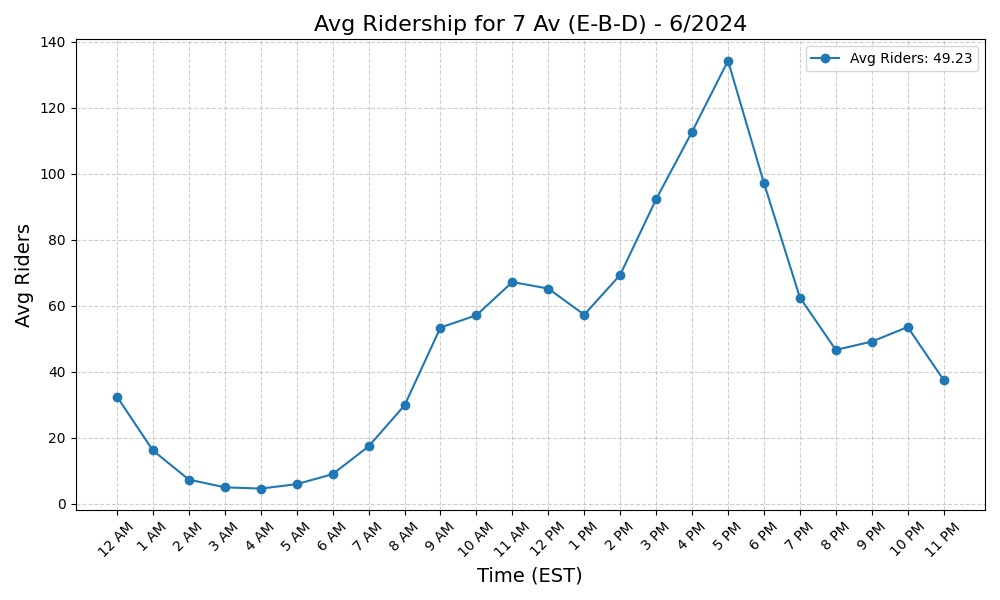 Avg Ridership for 7 Av (E-B-D) - 6/2024
Avg Riders: 49.23
Avg Riders
140
120
100
80
60
40
20
0
12 AM
1 AM
2 AM
3 AM
4 AM
5 AM
6 AM
7 AM
8 AM
9 AM
10 AM
11 AM
12 PM
1 PM
2 PM
3 PM
4 PM
5 PM
6 PM
7 PM
8 PM
9 PM
10 PM
11 PM
Time (EST)